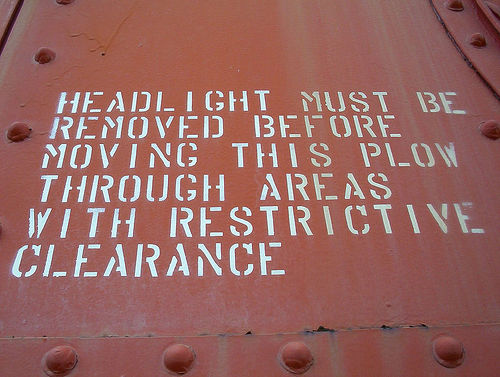 HEADLIGHT MUST BE
REMOVED BEFORE
MOVING THIS PLOW
THROUGH AREAS
WITH RESTRICTIVE
CLEARANCE